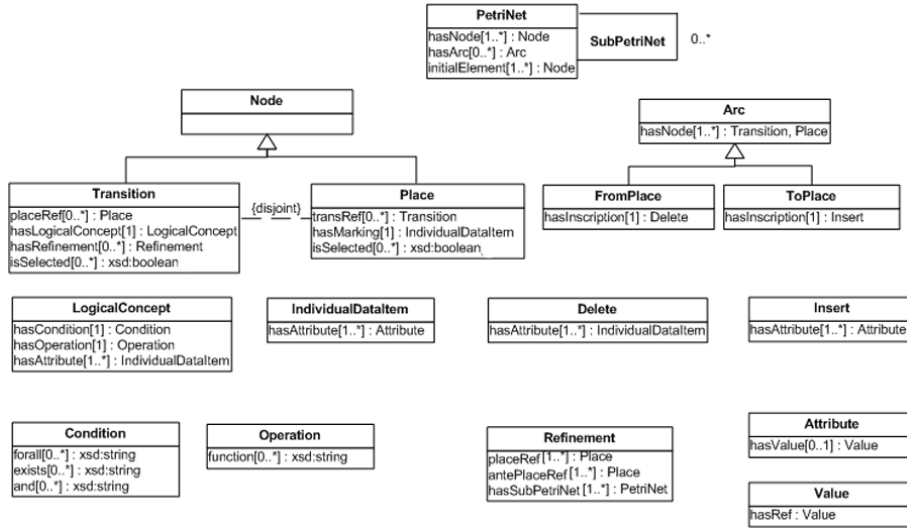 PetriNet
hasNode[1..*] : Node
hasArc[0..*] : Arc
initialElement[1..*] : Node
SubPetriNet
0..*
Node
Arc
hasNode[1..*] : Transition, Place
Transition
placeRef[0..*] : Place
hasLogicalConcept[1] : LogicalConcept
hasRefinement[0..*] : Refinement
isSelected[0..*] : xsd:boolean
{disjoint}
Place
transRef[0..*] : Transition
hasMarking[1] : IndividualDataItem
isSelected[0..*] : xsd:boolean
FromPlace
hasInscription[1] : Delete
ToPlace
hasInscription[1] : Insert
LogicalConcept
hasCondition[1] : Condition
hasOperation[1] : Operation
hasAttribute[1..*] : IndividualDataItem
IndividualDataItem
hasAttribute[1..*] : Attribute
Delete
hasAttribute[1..*] : IndividualDataItem
Insert
hasAttribute[1..*] : Attribute
Condition
forall[0..*] : xsd:string
exists[0..*] : xsd:string
and[0..*] : xsd:string
Operation
function[0..*] : xsd:string
Refinement
placeRef[1..*] : Place
antePlaceRef[1..*] : Place
hasSubPetriNet[1..*] : PetriNet
Attribute
hasValue[0..1] : Value
Value
hasRef : Value